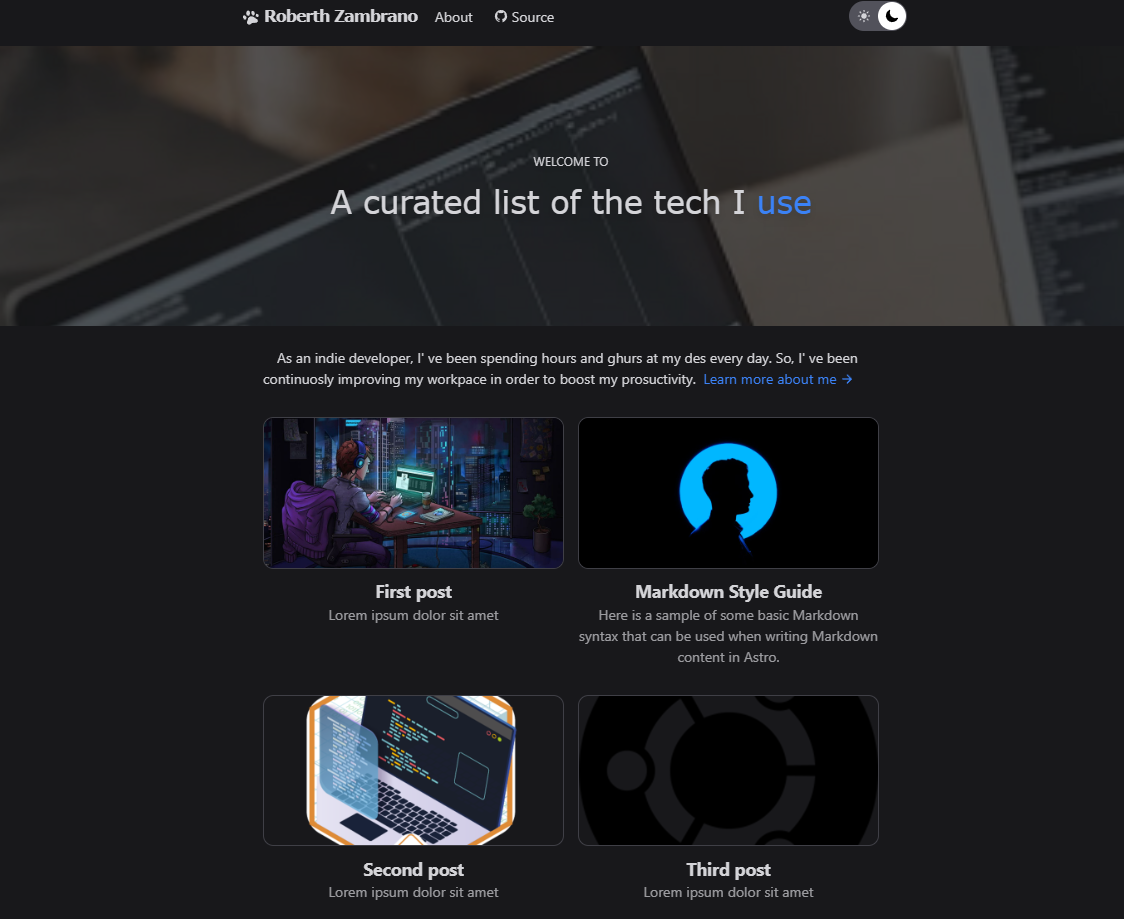 Roberth Zambrano About Source
WELCOME TO
A curated list of the tech I use
As an indie developer, I' ve been spending hours and ghurs at my des every day. So, I' ve been
continuosly improving my workpace in order to boost my prosuctivity. Learn more about me →
First post
Lorem ipsum dolor sit amet
Markdown Style Guide
Here is a sample of some basic Markdown
syntax that can be used when writing Markdown
content in Astro.
Second post
Lorem ipsum dolor sit amet
Third post
Lorem ipsum dolor sit amet